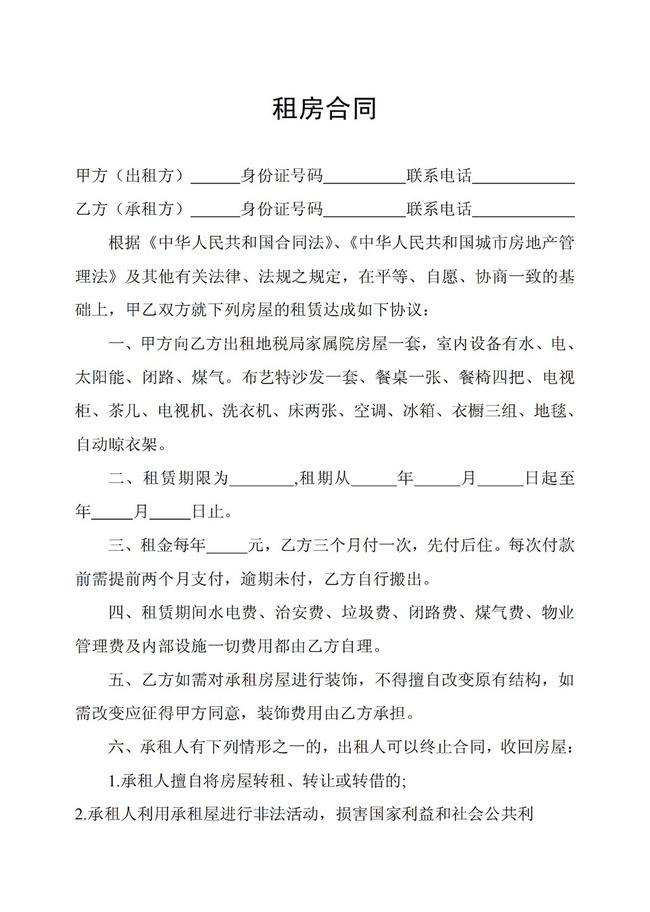 租房合同
甲方（出租方）______身份证号码__________联系电话____________
乙方（承租方）______身份证号码__________联系电话____________
根据《中华人民共和国合同法》、《中华人民共和国城市房地产管
理法》及其他有关法律、法规之规定，在平等、自愿、协商一致的基
础上，甲乙双方就下列房屋的租赁达成如下协议：
一、甲方向乙方出租地税局家属院房屋一套，室内设备有水、电、
太阳能、闭路、煤气。布艺特沙发一套、餐桌一张、餐椅四把、电视
柜、茶几、电视机、洗衣机、床两张、空调、冰箱、衣橱三组、地毯、
自动晾衣架。
二、租赁期限为________,租期从_____年_____月_____日起至
年_____月_____日止。
三、租金每年_____元，乙方三个月付一次，先付后住。每次付款
前需提前两个月支付，逾期未付，乙方自行搬出。
四、租赁期间水电费、治安费、垃圾费、闭路费、煤气费、物业
管理费及内部设施一切费用都由乙方自理。
五、乙方如需对承租房屋进行装饰，不得擅自改变原有结构，如
需改变应征得甲方同意，装饰费用由乙方承担。
六、承租人有下列情形之一的，出租人可以终止合同，收回房屋：
1.承租人擅自将房屋转租、转让或转借的;
2.承租人利用承租屋进行非法活动，损害国家利益和社会公共利